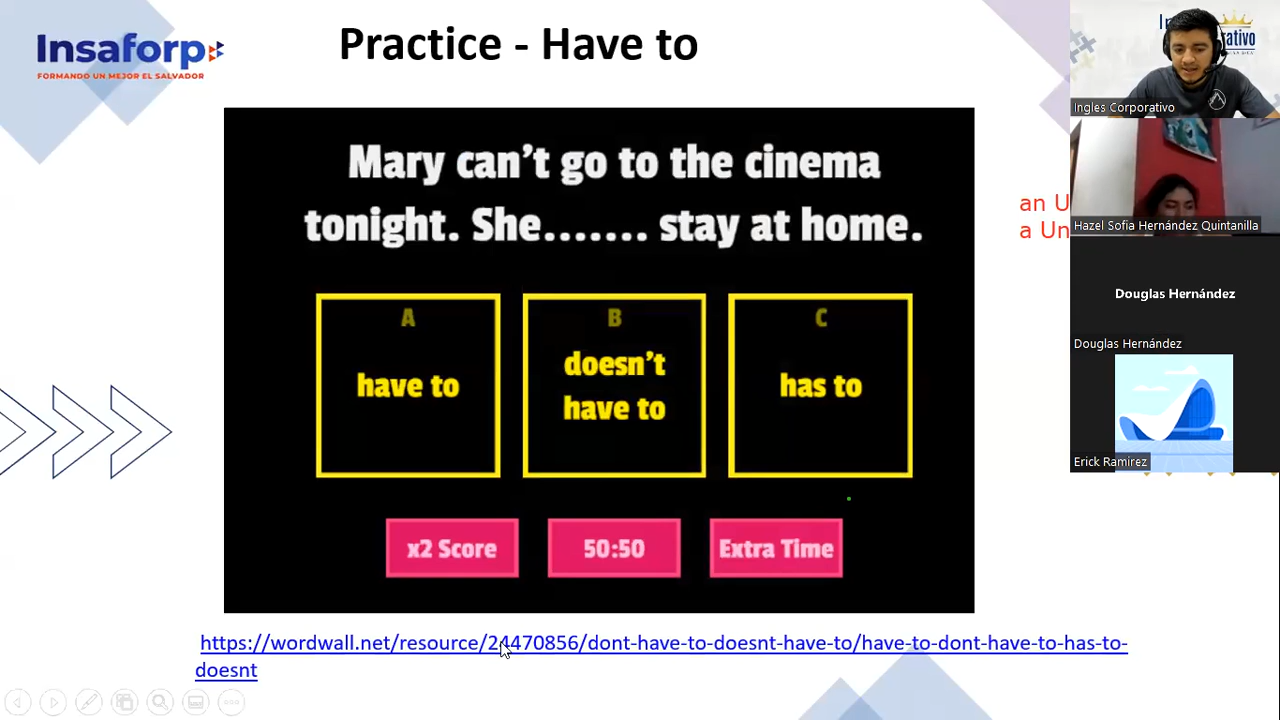 Insaforp
FORMANDO UN MEJOR EL SALVADOR
Practice - Have to
Mary can't go to the cinema
tonight. She....... stay at home.
A
have to
B
doesn't
have to
C
has to
x2 Score
50:50
Extra Time
https://wordwall.net/resource/24470856/dont-have-to-doesnt-have-to/have-to-dont-have-to-has-to-
doesnt
an U
a Un
Ingles Corporativo
Hazel Sofia Hernández Quintanilla
Douglas Hernández
Douglas Hernández
Erick Ramirez